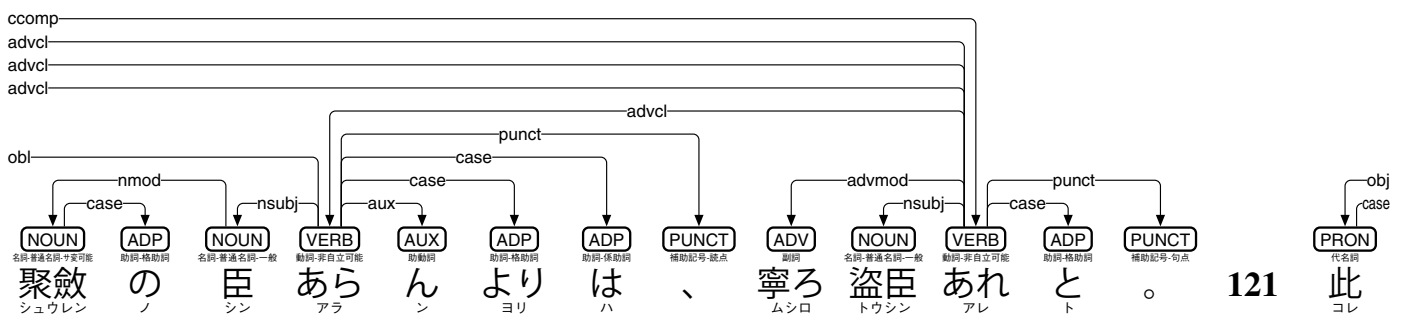 ccomp
advcl
advcl
advcl
advcl
punct
obl case
nmod case advmod punct obj
case nsubj aux nsubj case case
NOUN ADP NOUN VERB AUX ADP ADP PUNCT ADV NOUN VERB ADP PUNCT PRON
名詞-普通名詞-サ変可能 助詞-格助詞 名詞-普通名詞-一般 動詞-非自立可能 助動詞 助詞-格助詞 助詞-係助詞 補助記号-読点 副詞 名詞-普通名詞-一般 動詞-非自立可能 助詞-格助詞 補助記号-句点 代名詞
聚斂 の 臣 あら ん より は 、 寧ろ 盗臣 あれ と 。 121 此
シュウレン ノ シン アラ ン ヨリ ハ ムシロ トウシン アレ ト コレ